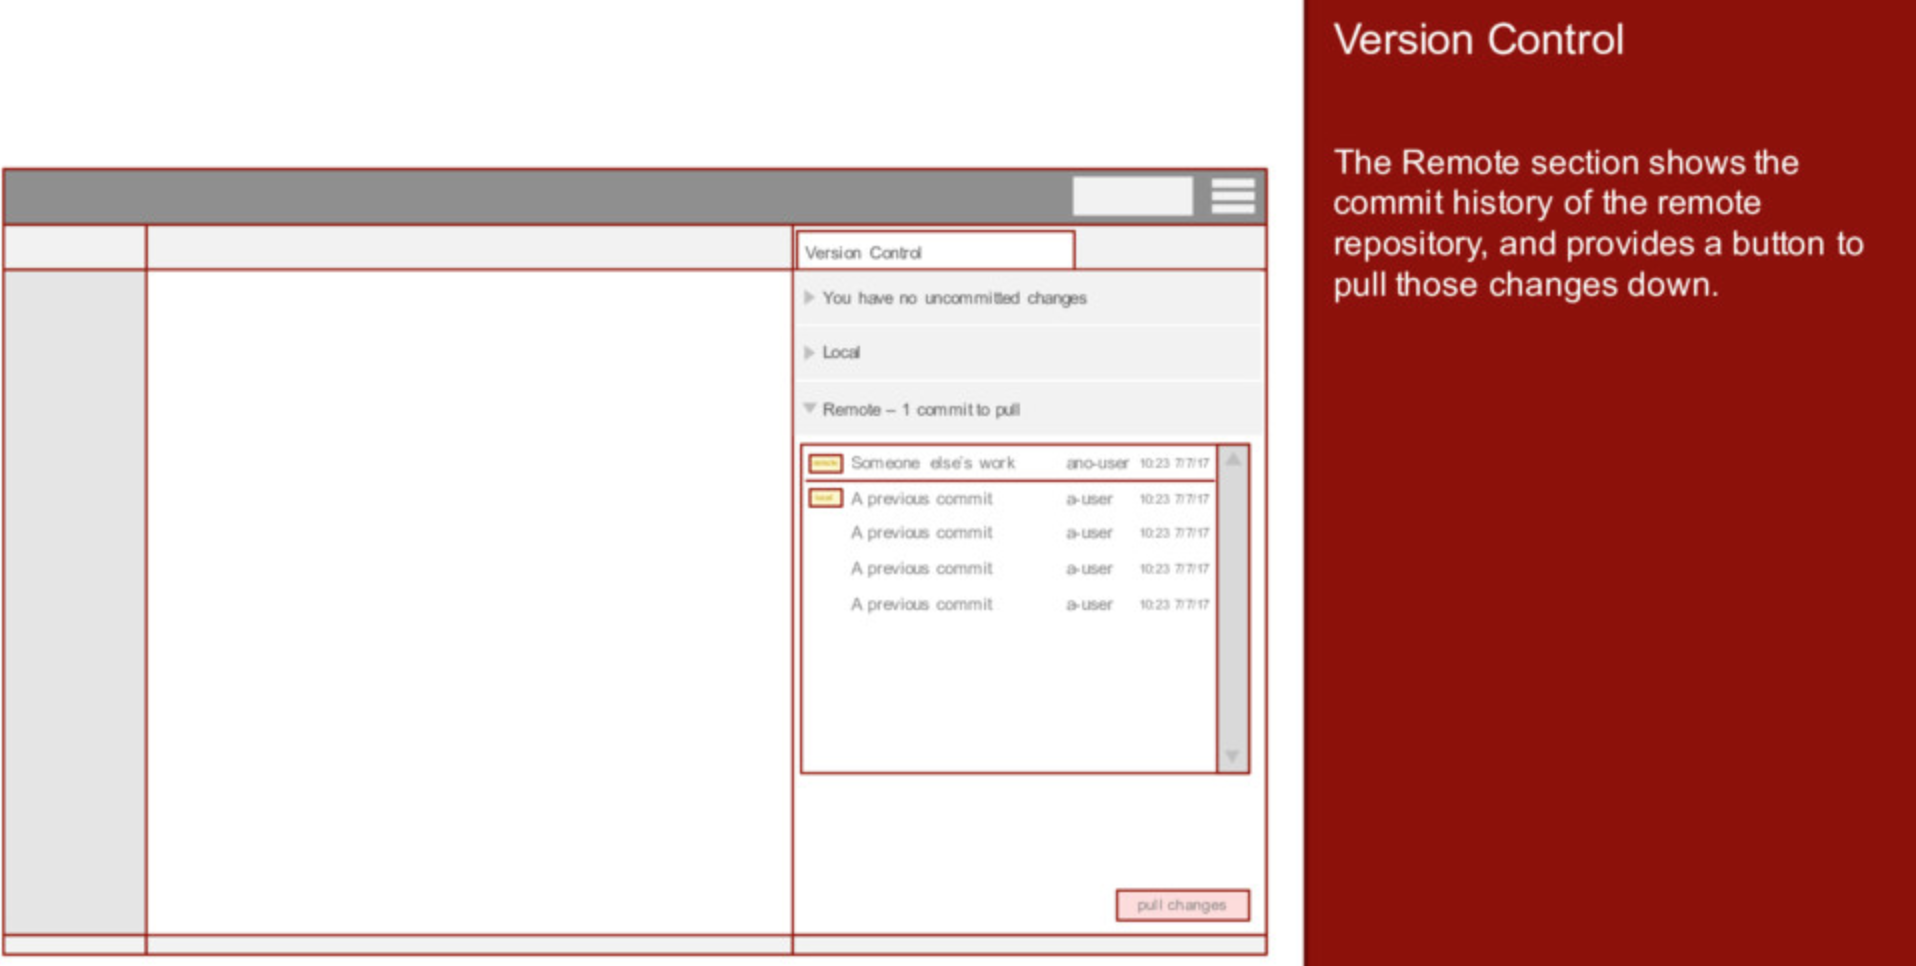 Version Control
The Remote section shows the
commit history of the remote
repository, and provides a button to
pull those changes down.
Version Control
You have no uncommitted changes
Local
Remote – 1 commit to pull
Someone else's work ano-user 10:23 7/7/17
A previous commit a-user 10:23 7/7/17
A previous commit a-user 10:23 7/7/17
A previous commit a-user 10:23 7/7/17
A previous commit a-user 10:23 7/7/17
pull changes